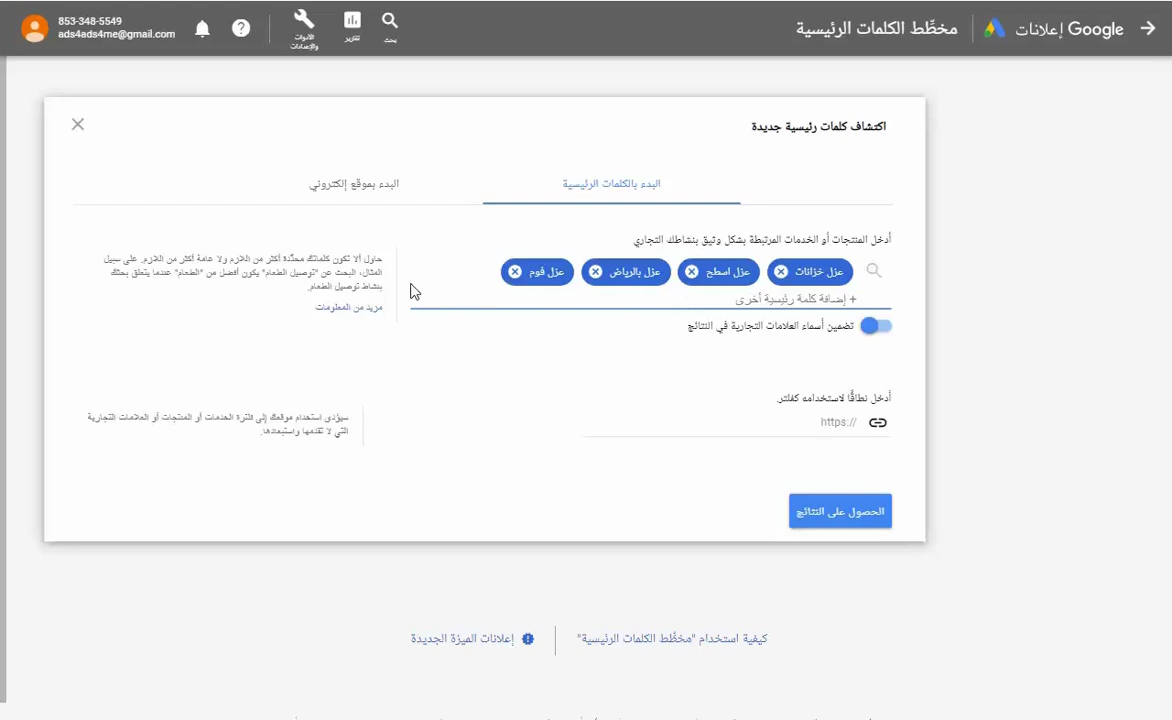 Google إعلانات
مخطَّط الكلمات الرئيسية
بحث
تقارير
الأدوات
والإعدادات
853-348-5549
ads4ads4me@gmail.com
اكتشاف كلمات رئيسية جديدة
البدء بالكلمات الرئيسية
البدء بموقع إلكتروني
أدخل المنتجات أو الخدمات المرتبطة بشكل وثيق بنشاطك التجاري
عزل خزانات
عزل اسطح
عزل بالرياض
عزل فوم
+ إضافة كلمة رئيسية أخرى
حاول ألا تكون كلماتك محدَّدة أكثر من اللازم ولا عامة أكثر من اللازم. على سبيل
المثال، البحث عن "توصيل الطعام" يكون أفضل من "الطعام" عندما يتعلق بحثك
بنشاط توصيل الطعام.
مزيد من المعلومات
تضمين أسماء العلامات التجارية في النتائج
أدخل نطاقًا لاستخدامه كفلتر.
https://
سيؤدي استخدام موقعك إلى فلترة الخدمات أو المنتجات أو العلامات التجارية
التي لا تقدمها واستبعادها.
الحصول على النتائج
كيفية استخدام "مخطَّط الكلمات الرئيسية"
إعلانات الميزة الجديدة